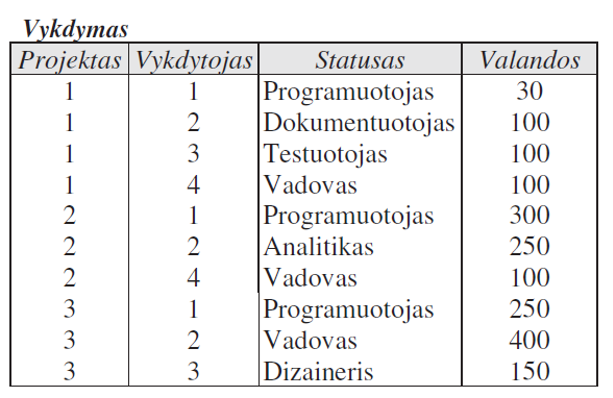 Vykdymas
Projektas Vykdytojas Statusas Valandos
1 1 Programuotojas 30
1 2 Dokumentuotojas 100
1 3 Testuotojas 100
1 4 Vadovas 100
2 1 Programuotojas 300
2 2 Analitikas 250
2 4 Vadovas 100
3 1 Programuotojas 250
3 2 Vadovas 400
3 3 Dizaineris 150